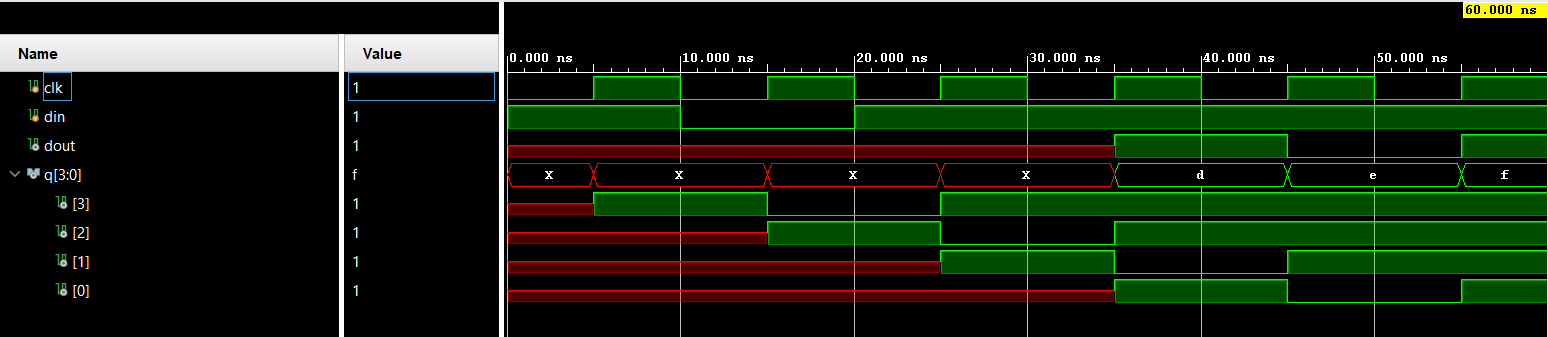 60.000 ns
Name Value
0.000 ns 10.000 ns 20.000 ns 30.000 ns 40.000 ns 50.000 ns
clk 1
din 1
dout 1
q[3:0] f X X X X d e f
[3] 1
[2] 1
[1] 1
[0] 1